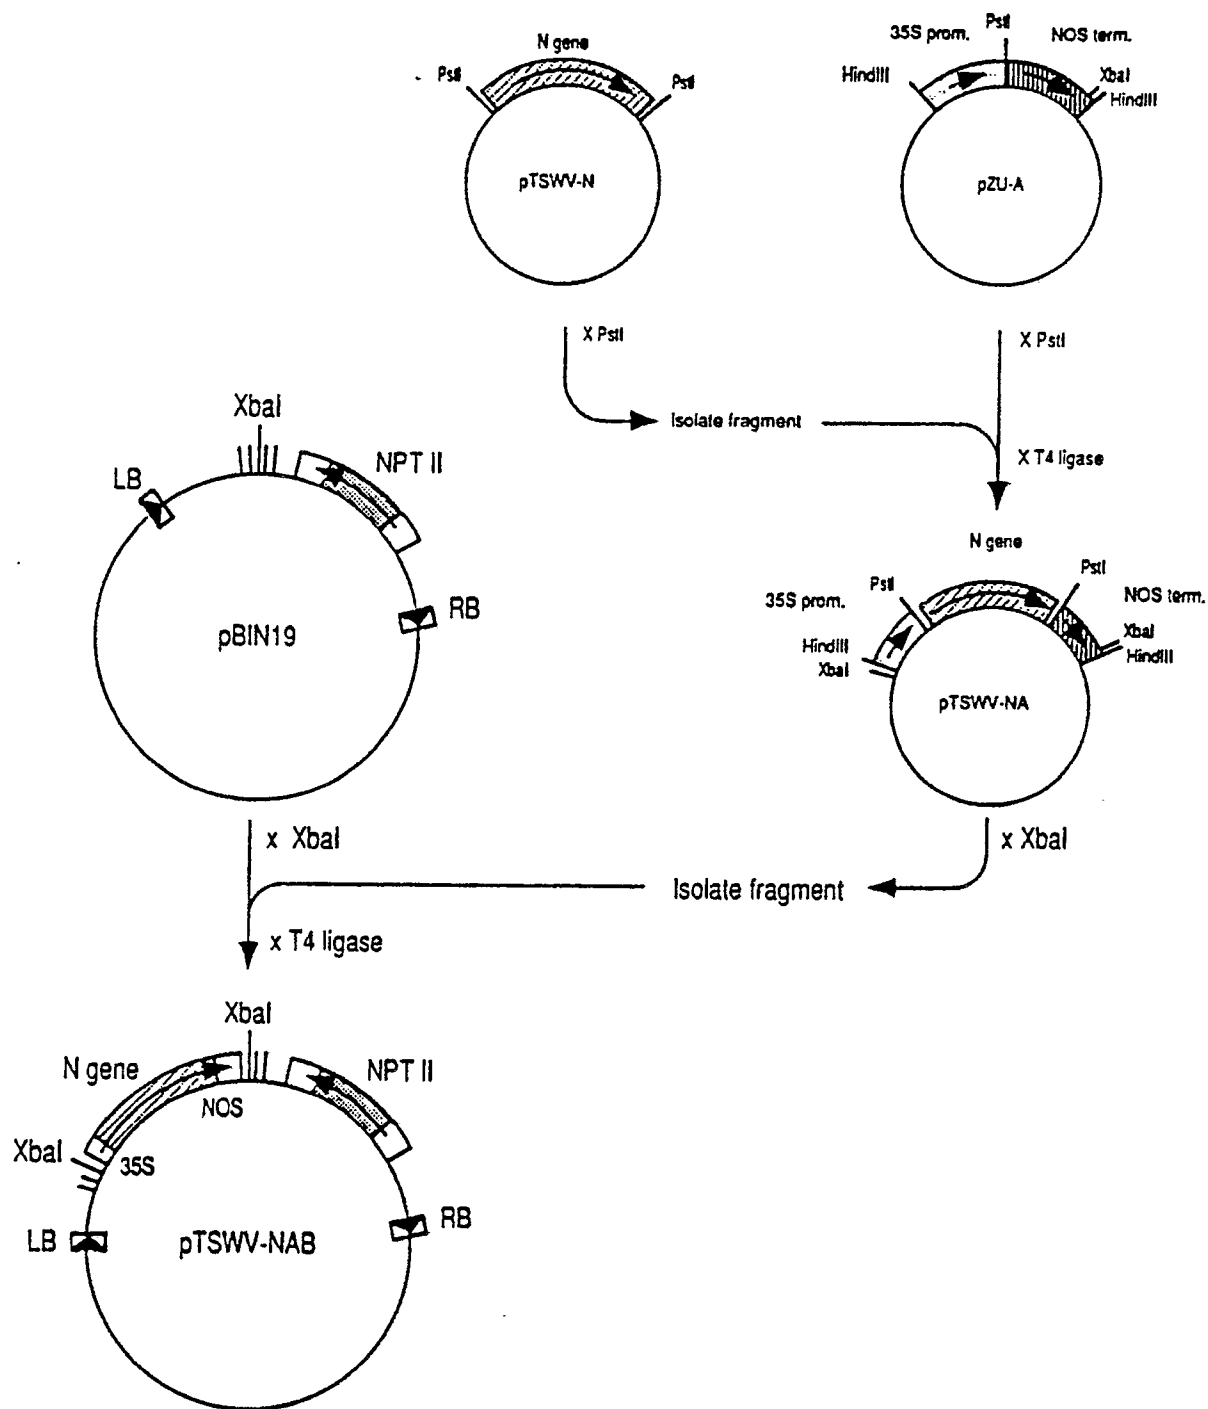 N gene
PstI
PstI
pTSWV-N
35S prom.
PstI
NOS term.
HindIII
XbaI
HindIII
pZU-A
X PstI
X PstI
Isolate fragment
X T4 ligase
XbaI
LB
NPT II
RB
pBIN19
N gene
PstI
PstI
35S prom.
NOS term.
HindIII
XbaI
XbaI
HindIII
pTSWV-NA
x XbaI
x XbaI
Isolate fragment
x T4 ligase
XbaI
N gene
NPT II
NOS
XbaI
35S
LB
RB
pTSWV-NAB